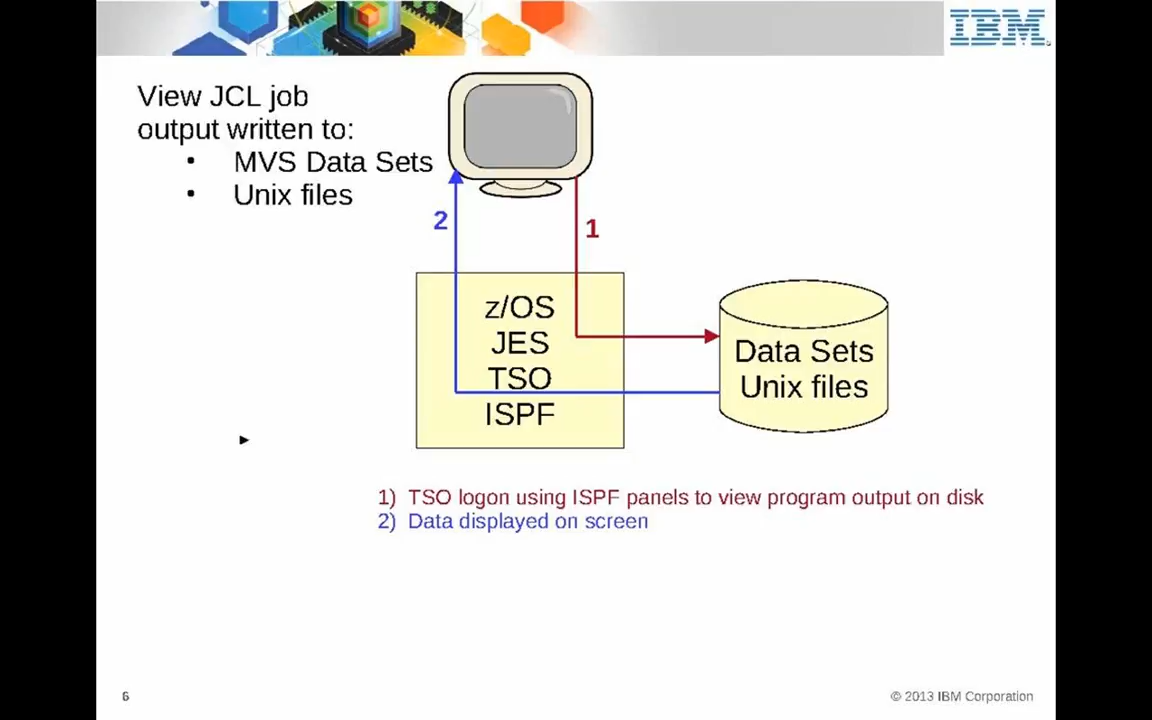 IBM
View JCL job
output written to:
• MVS Data Sets
• Unix files
2
1
z/OS
JES
TSO
ISPF
Data Sets
Unix files
1) TSO logon using ISPF panels to view program output on disk
2) Data displayed on screen
6
© 2013 IBM Corporation